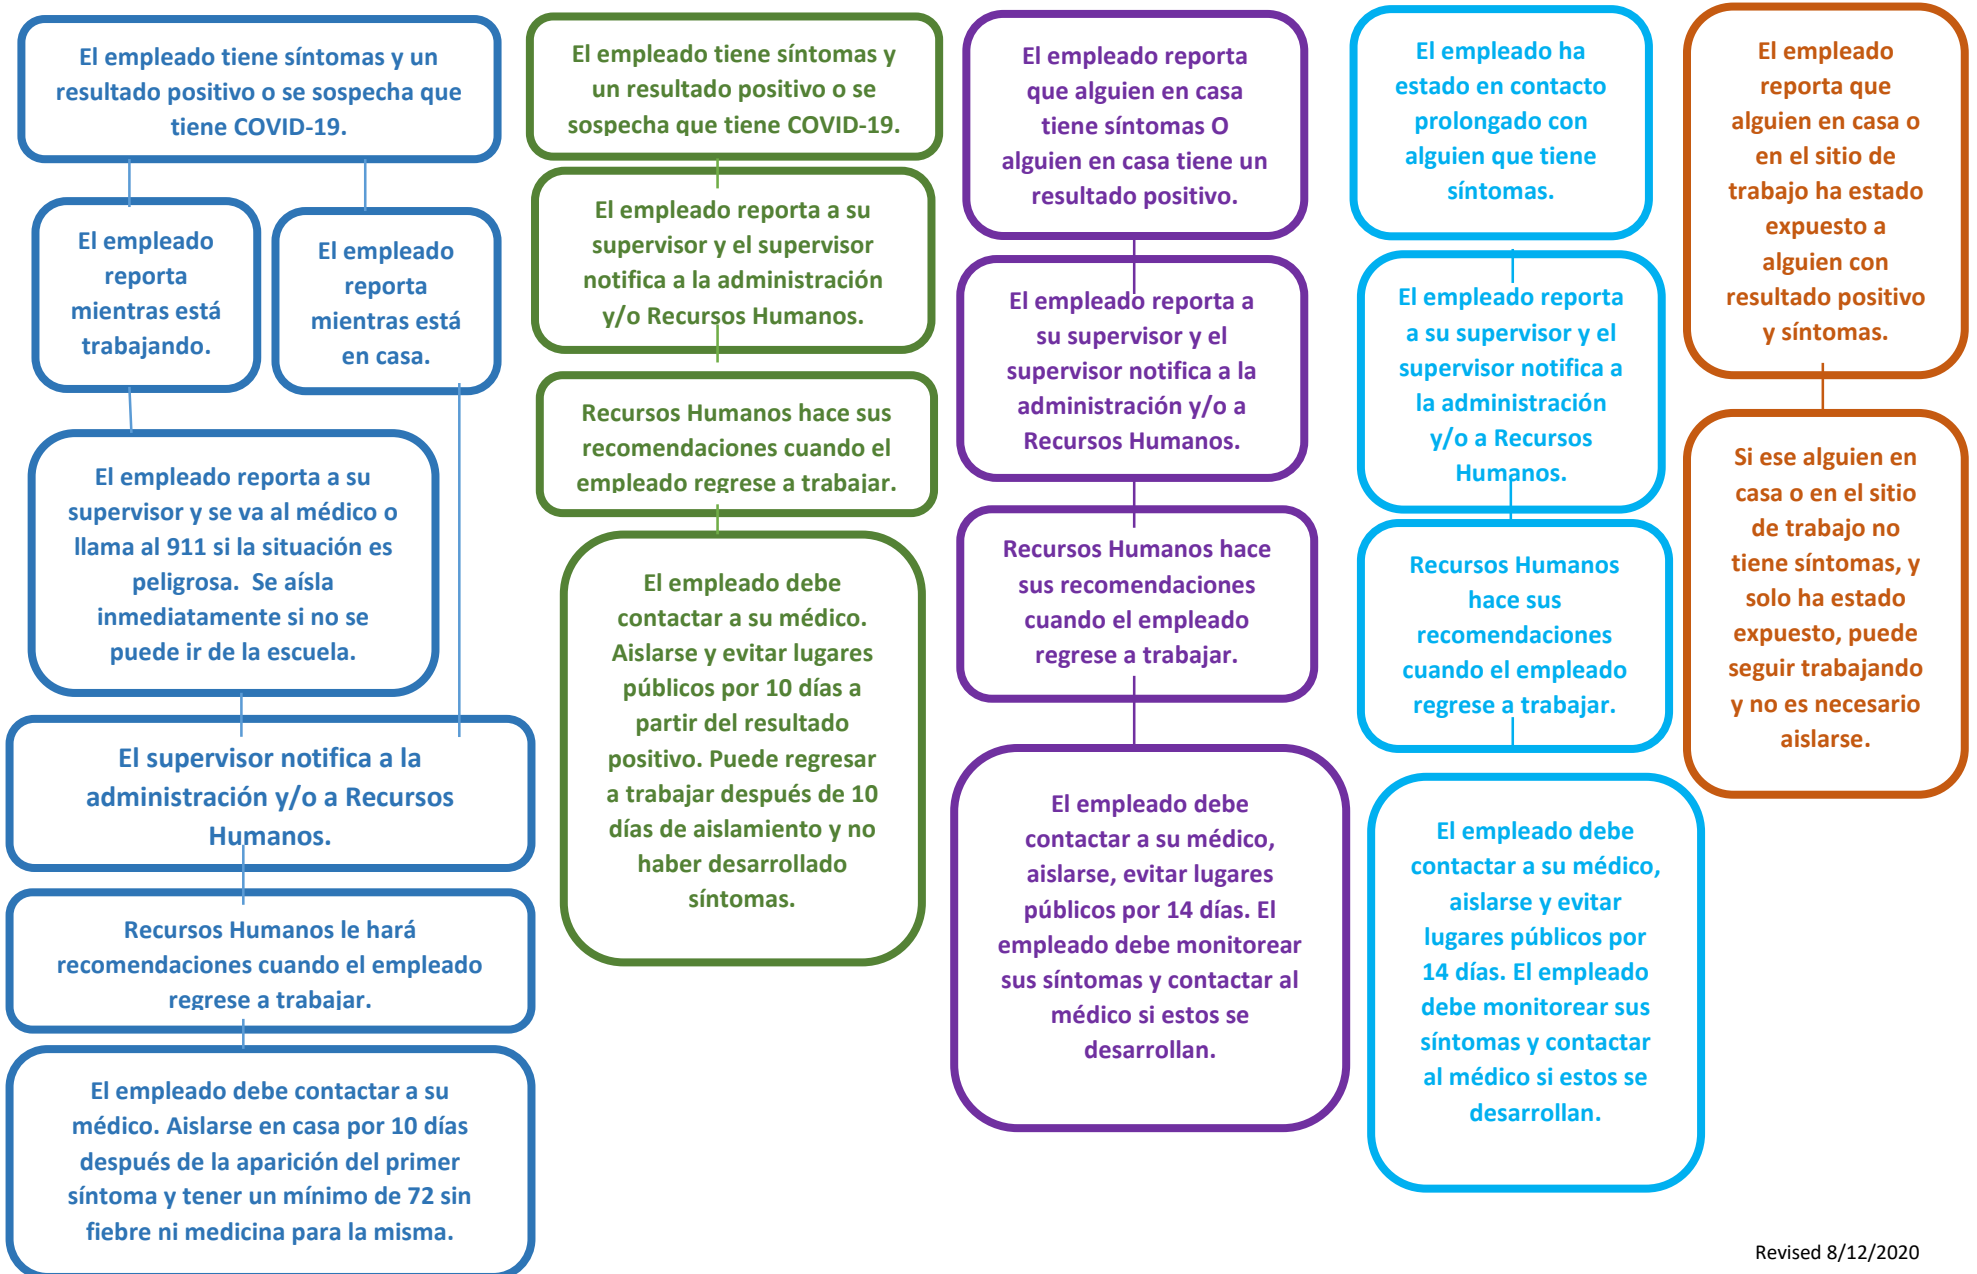 El empleado tiene síntomas y un
resultado positivo o se sospecha que
tiene COVID-19.
El empleado
reporta
mientras está
trabajando.
El empleado
reporta
mientras está
en casa.
El empleado reporta a su
supervisor y se va al médico o
llama al 911 si la situación es
peligrosa.  Se aísla
inmediatamente si no se
puede ir de la escuela.
El supervisor notifica a la
administración y/o a Recursos
Humanos.
Recursos Humanos le hará
recomendaciones cuando el empleado
regrese a trabajar.
El empleado debe contactar a su
médico. Aislarse en casa por 10 días
después de la aparición del primer
síntoma y tener un mínimo de 72 sin
fiebre ni medicina para la misma.
El empleado tiene síntomas y
un resultado positivo o se
sospecha que tiene COVID-19.
El empleado reporta a su
supervisor y el supervisor
notifica a la administración
y/o Recursos Humanos.
Recursos Humanos hace sus
recomendaciones cuando el
empleado regrese a trabajar.
El empleado debe
contactar a su médico.
Aislarse y evitar lugares
públicos por 10 días a
partir del resultado
positivo. Puede regresar
a trabajar después de 10
días de aislamiento y no
haber desarrollado
síntomas.
El empleado reporta
que alguien en casa
tiene síntomas O
alguien en casa tiene un
resultado positivo.
El empleado reporta a
su supervisor y el
supervisor notifica a la
administración y/o a
Recursos Humanos.
Recursos Humanos hace
sus recomendaciones
cuando el empleado
regrese a trabajar.
El empleado debe
contactar a su médico,
aislarse, evitar lugares
públicos por 14 días. El
empleado debe monitorear
sus síntomas y contactar al
médico si estos se
desarrollan.
El empleado ha
estado en contacto
prolongado con
alguien que tiene
síntomas.
El empleado reporta
a su supervisor y el
supervisor notifica a
la administración
y/o a Recursos
Humanos.
Recursos Humanos
hace sus
recomendaciones
cuando el empleado
regrese a trabajar.
El empleado debe
contactar a su médico,
aislarse y evitar
lugares públicos por
14 días. El empleado
debe monitorear sus
síntomas y contactar
al médico si estos se
desarrollan.
El empleado
reporta que
alguien en casa o
en el sitio de
trabajo ha estado
expuesto a
alguien con
resultado positivo
y síntomas.
Si ese alguien en
casa o en el sitio
de trabajo no
tiene síntomas, y
solo ha estado
expuesto, puede
seguir trabajando
y no es necesario
aislarse.
Revised 8/12/2020